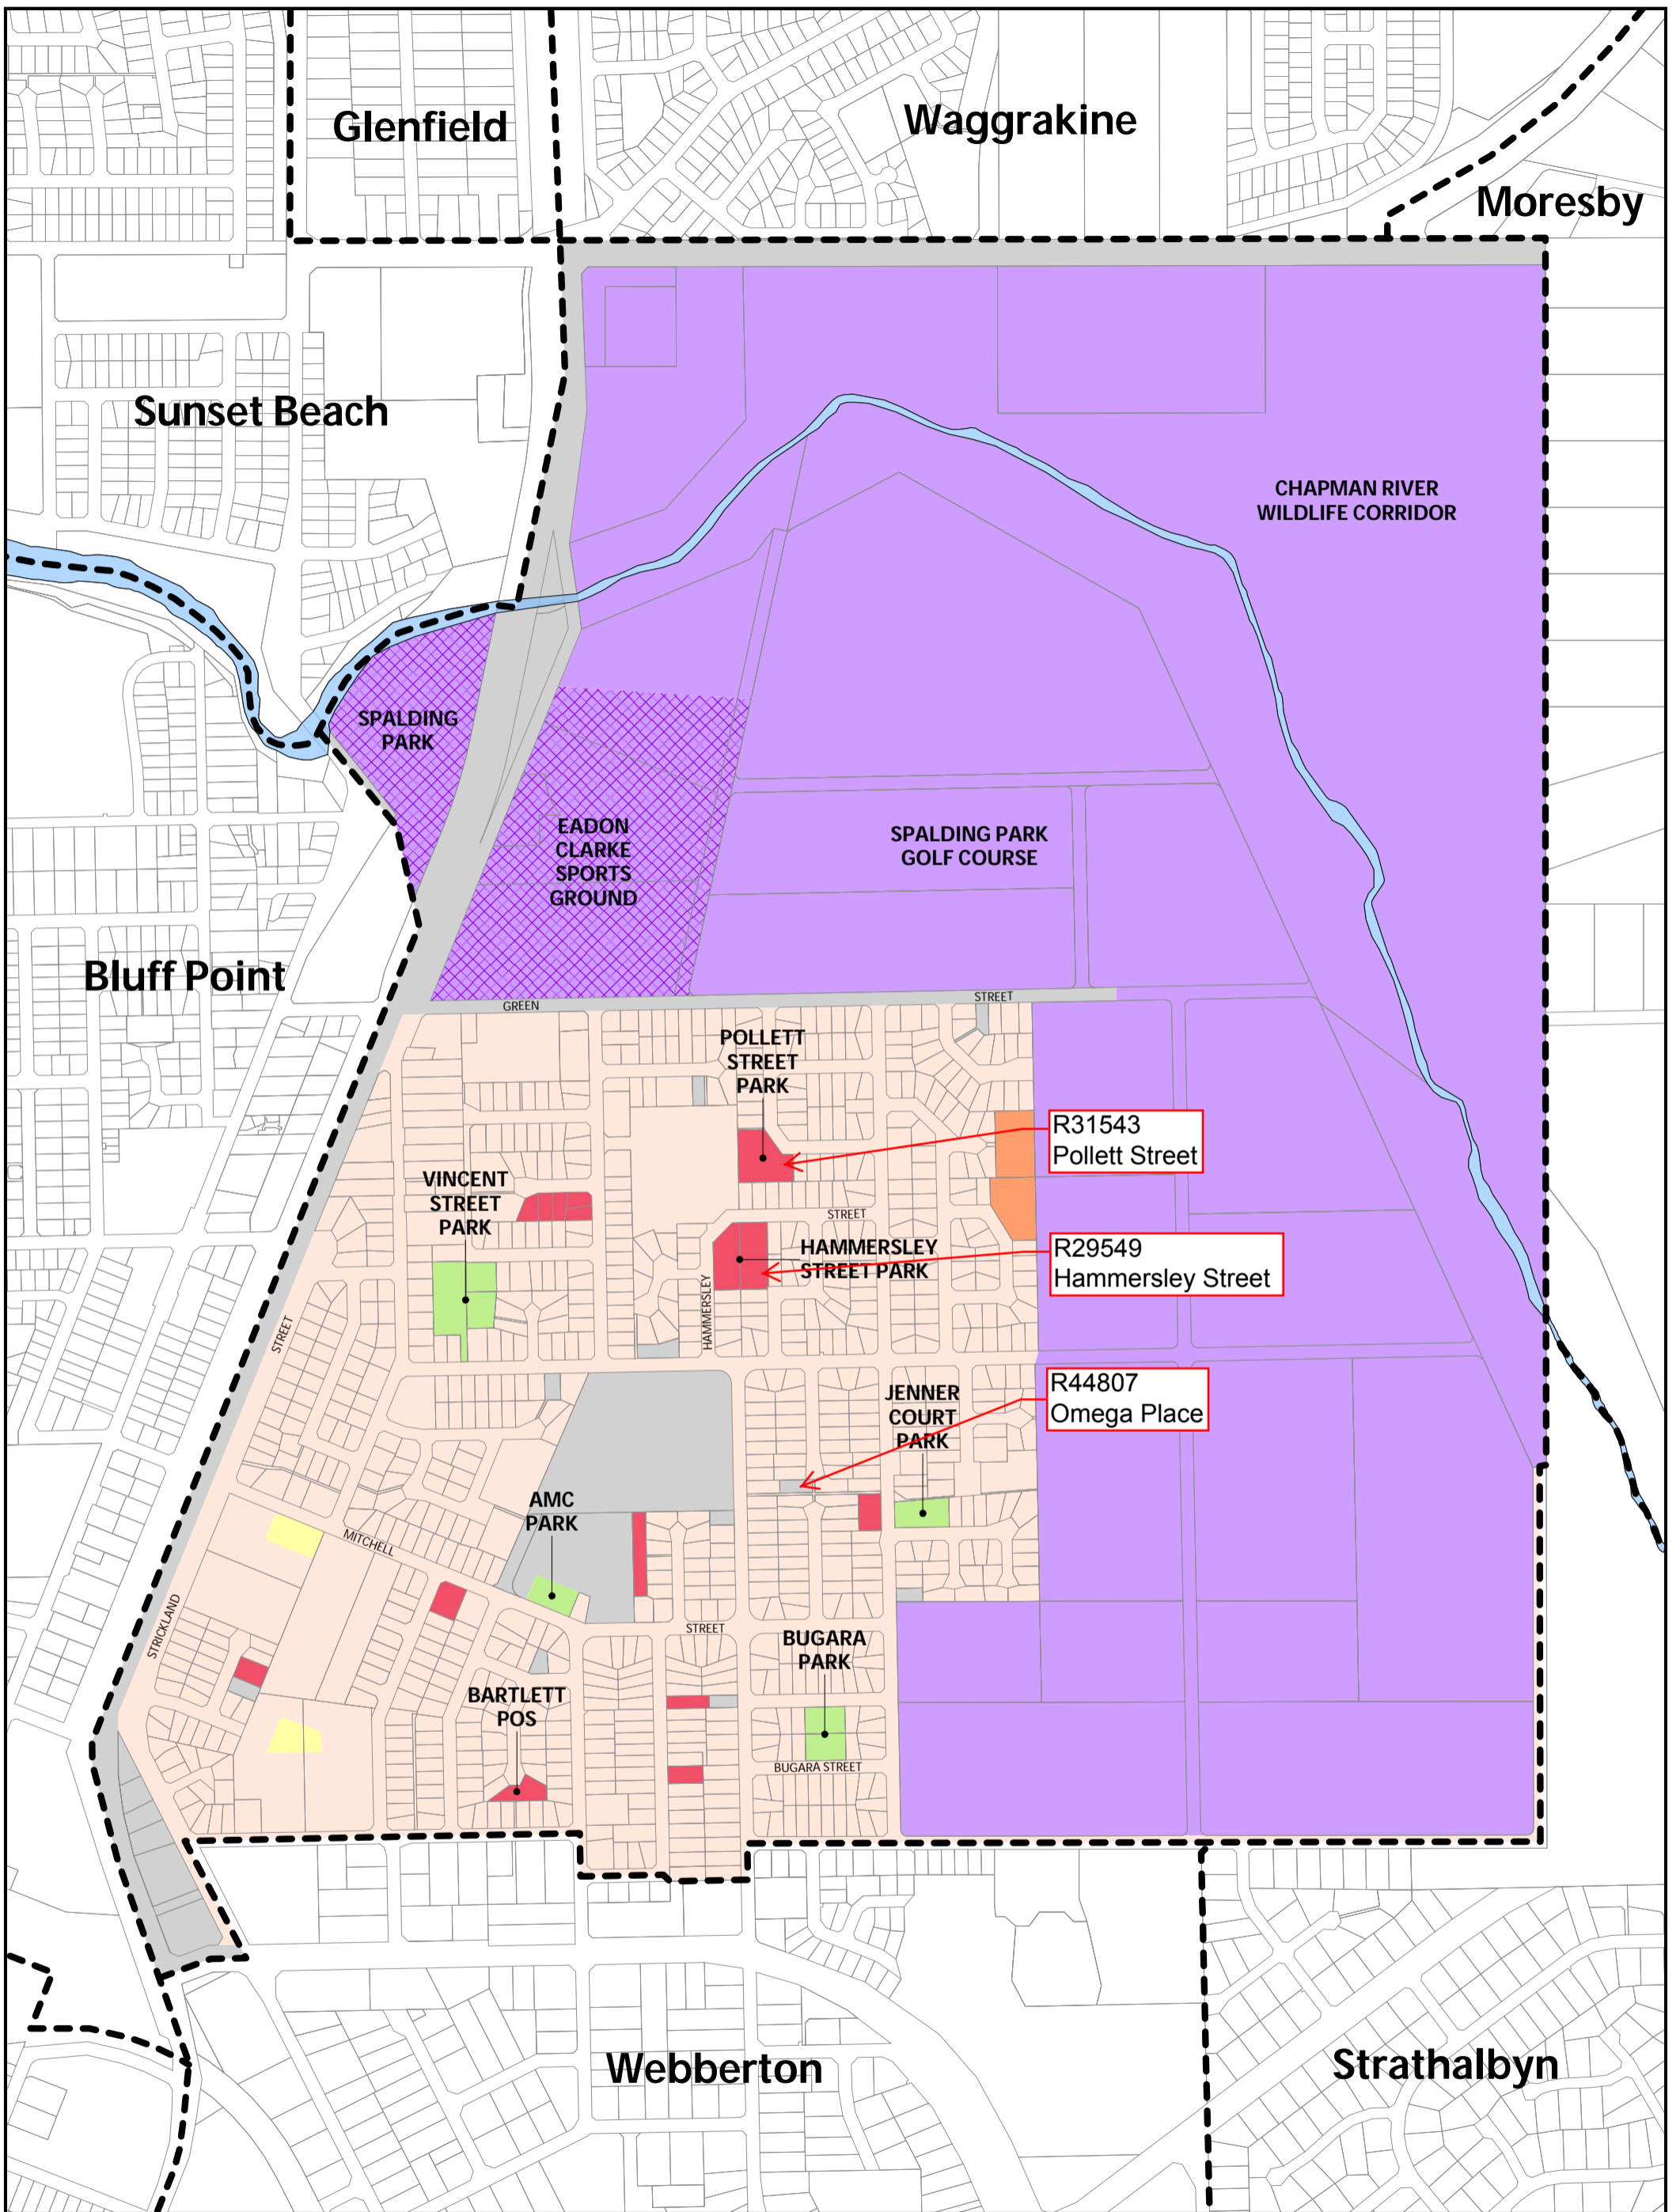 Glenfield
Waggrakine
Moresby
Sunset Beach
CHAPMAN RIVER
WILDLIFE CORRIDOR
SPALDING
PARK
EADON
CLARKE
SPORTS
GROUND
SPALDING PARK
GOLF COURSE
Bluff Point
GREEN
STREET
POLLETT
STREET
PARK
R31543
Pollett Street
VINCENT
STREET
PARK
STREET
HAMMERSLEY
STREET PARK
R29549
Hammersley Street
HAMMERSLEY
STREET
R44807
Omega Place
JENNER
COURT
PARK
AMC
PARK
MITCHELL
STRICKLAND
STREET
BUGARA
PARK
BARTLETT
POS
BUGARA STREET
Webberton
Strathalbyn